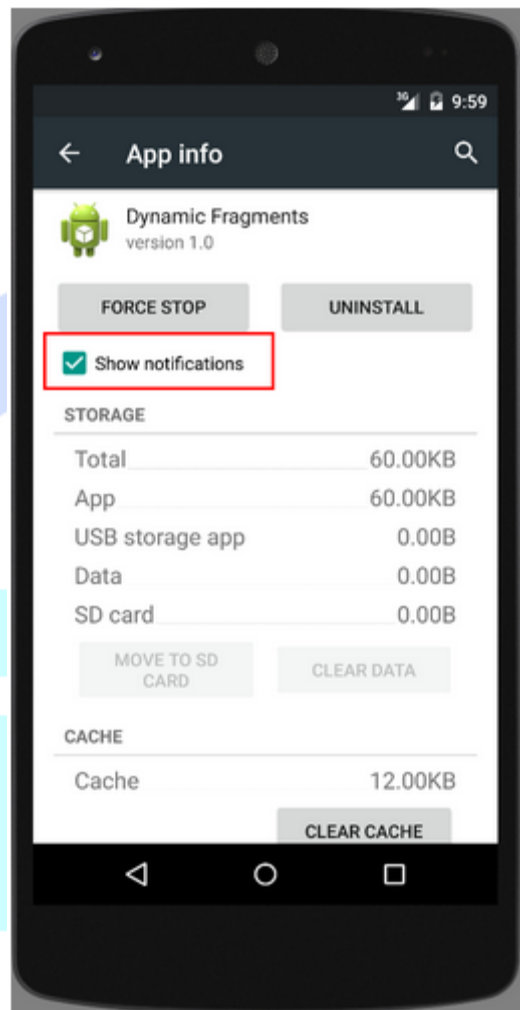 3G 9:59
App info
Dynamic Fragments
version 1.0
FORCE STOP UNINSTALL
Show notifications
STORAGE
Total 60.00KB
App 60.00KB
USB storage app 0.00B
Data 0.00B
SD card 0.00B
MOVE TO SD
CARD
CLEAR DATA
CACHE
Cache 12.00KB
CLEAR CACHE